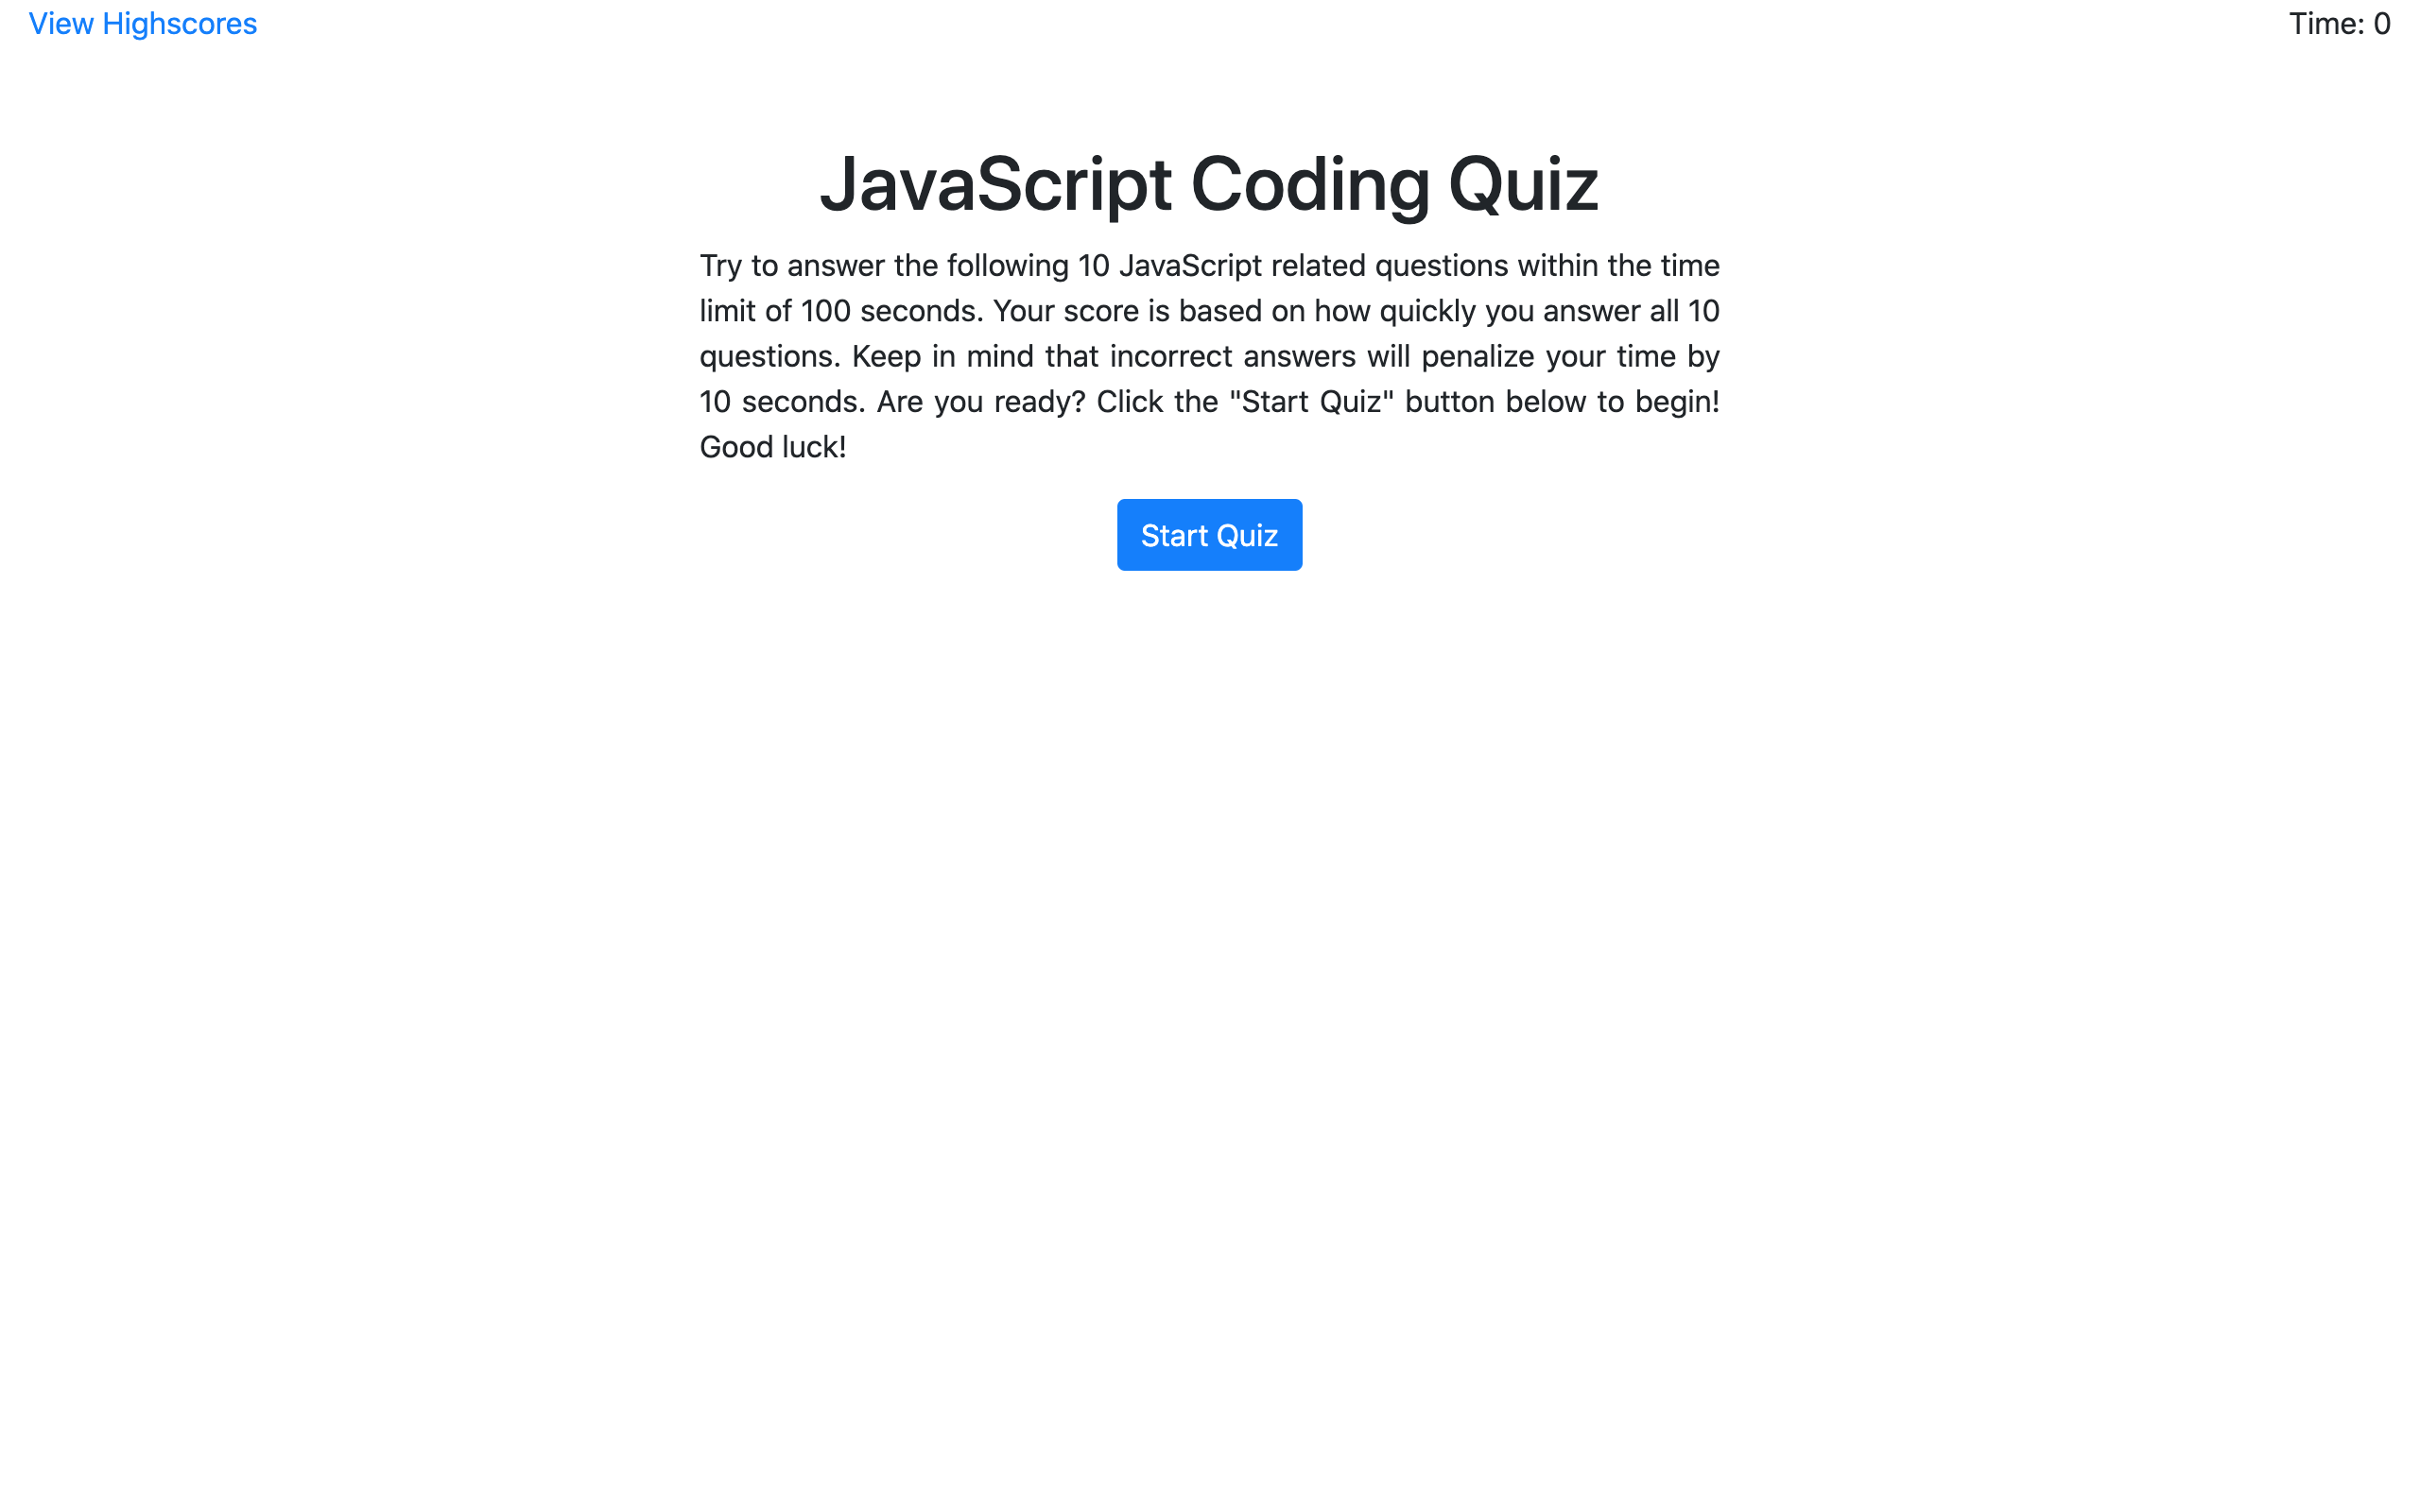 View Highscores
Time: 0
JavaScript Coding Quiz
Try to answer the following 10 JavaScript related questions within the time
limit of 100 seconds. Your score is based on how quickly you answer all 10
questions. Keep in mind that incorrect answers will penalize your time by
10 seconds. Are you ready? Click the "Start Quiz" button below to begin!
Good luck!
Start Quiz